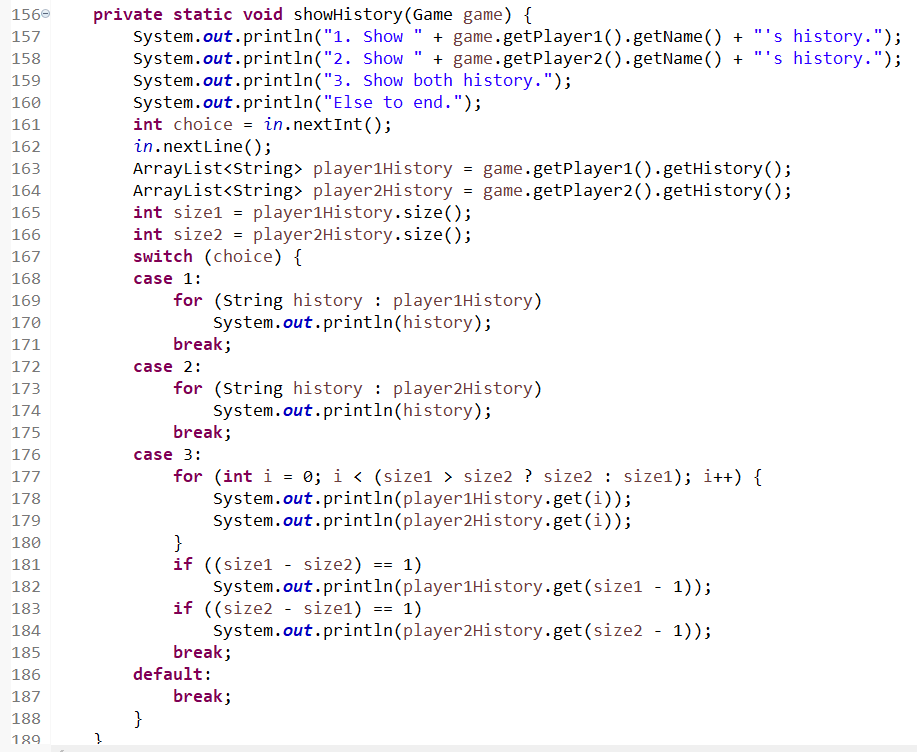 156 private static void showHistory(Game game) {
157 System.out.println("1. Show " + game.getPlayer1().getName() + "'s history.");
158 System.out.println("2. Show " + game.getPlayer2().getName() + "'s history.");
159 System.out.println("3. Show both history.");
160 System.out.println("Else to end.");
161 int choice = in.nextInt();
162 in.nextLine();
163 ArrayList<String> player1History = game.getPlayer1().getHistory();
164 ArrayList<String> player2History = game.getPlayer2().getHistory();
165 int size1 = player1History.size();
166 int size2 = player2History.size();
167 switch (choice) {
168 case 1:
169 for (String history : player1History)
170 System.out.println(history);
171 break;
172 case 2:
173 for (String history : player2History)
174 System.out.println(history);
175 break;
176 case 3:
177 for (int i = 0; i < (size1 > size2 ? size2 : size1); i++) {
178 System.out.println(player1History.get(i));
179 System.out.println(player2History.get(i));
180 }
181 if ((size1 - size2) == 1)
182 System.out.println(player1History.get(size1 - 1));
183 if ((size2 - size1) == 1)
184 System.out.println(player2History.get(size2 - 1));
185 break;
186 default:
187 break;
188 }
189 }